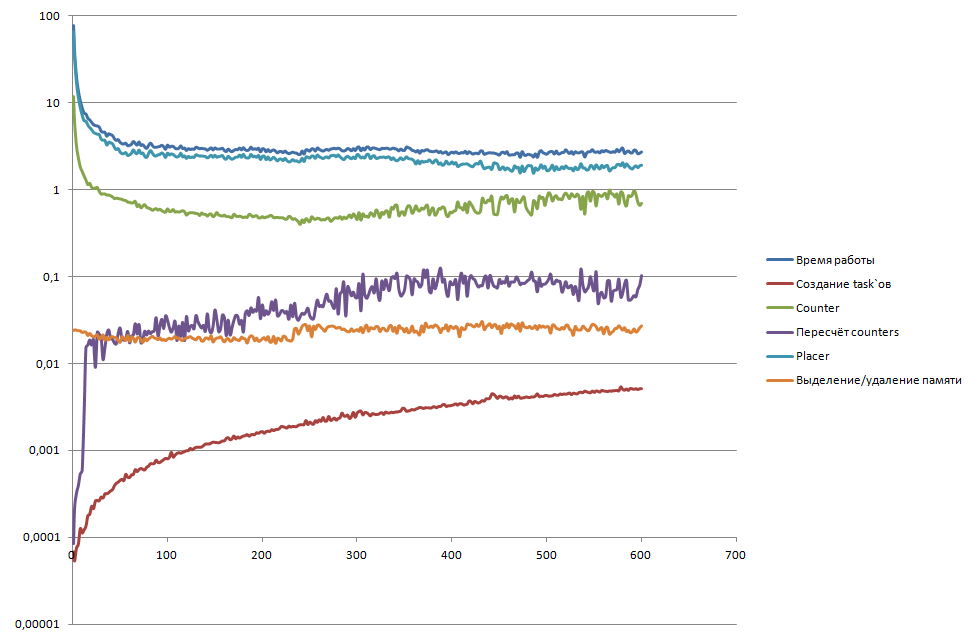 100
10
1
0,1
0,01
0,001
0,0001
0,00001
0 100 200 300 400 500 600 700
Время работы
Создание task`ов
Counter
Пересчёт counters
Placer
Выделение/удаление памяти